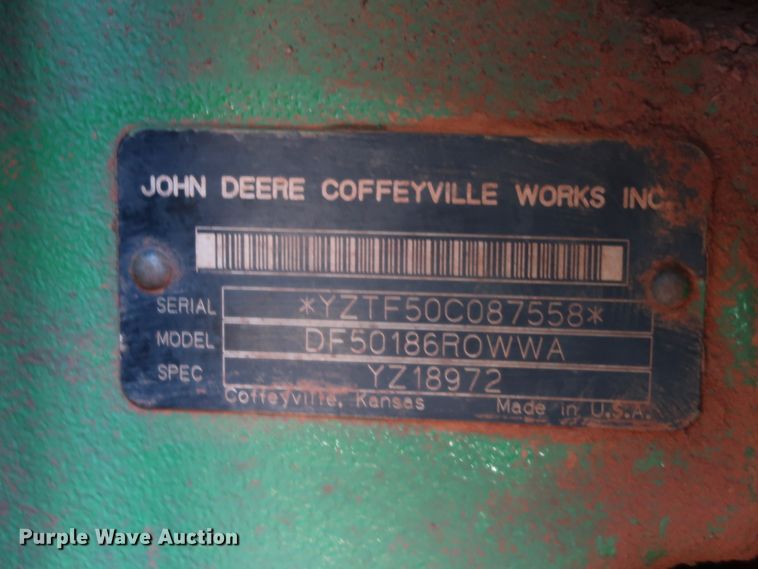 JOHN DEERE COFFEYVILLE WORKS INC.
SERIAL *YZTF50C087558*
MODEL DF50186ROWWA
SPEC YZ18972
Coffeyville, Kansas Made in U.S.A.
Purple Wave Auction